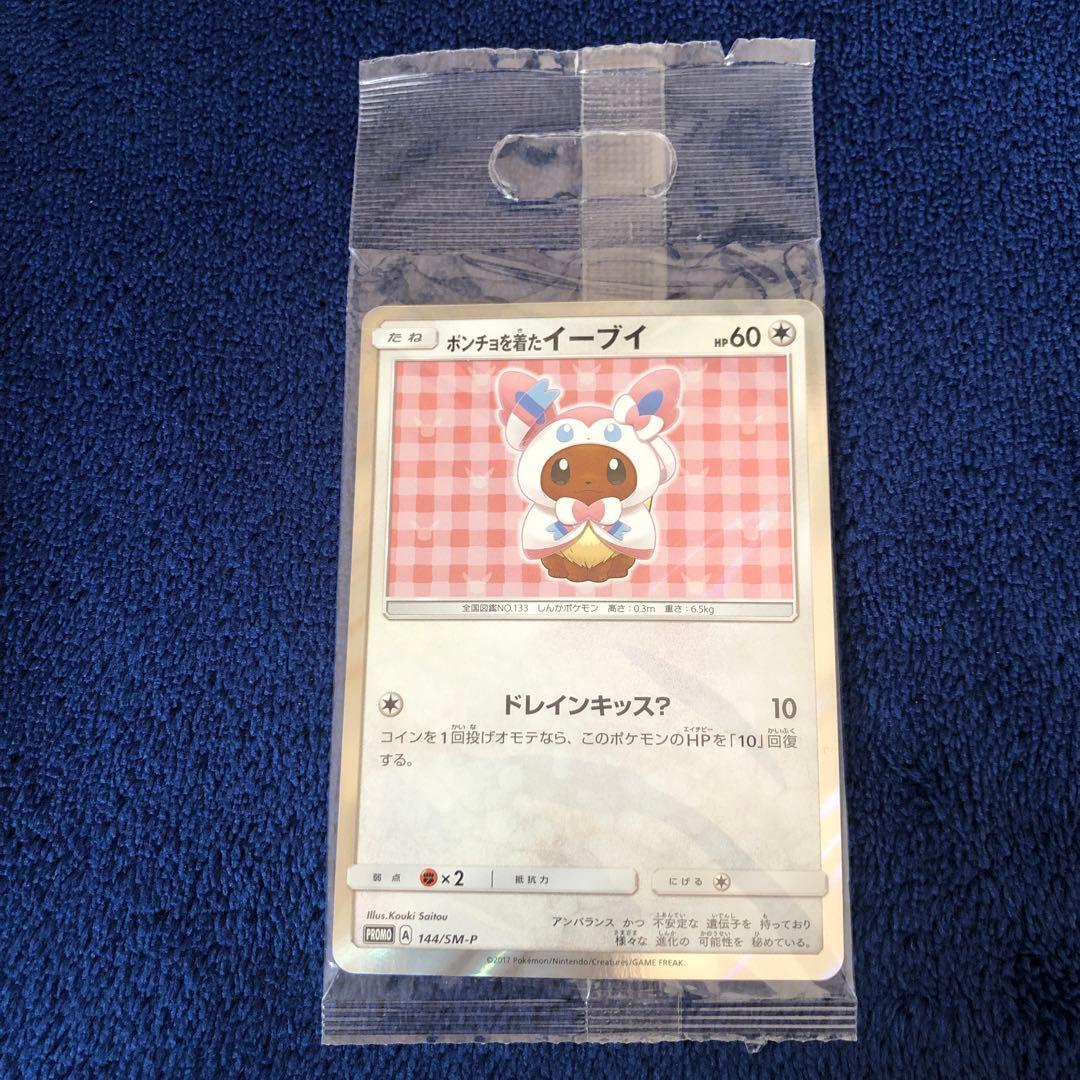 たね ポンチョを着たイーブイ HP60
全国図鑑NO.133 しんかポケモン 高さ:0.3m 重さ:6.5kg
ドレインキッス? 10
コインを1回投げオモテなら、このポケモンのHPを「10」回復
する。
弱点 ×2 抵抗力 にげる
Illus.Kouki Saitou
アンバランス かつ 不安定な 遺伝子を 持っており
PROMO A 144/SM-P 様々な 進化の 可能性を 秘めている。
©2017 Pokémon/Nintendo/Creatures/GAME FREAK.